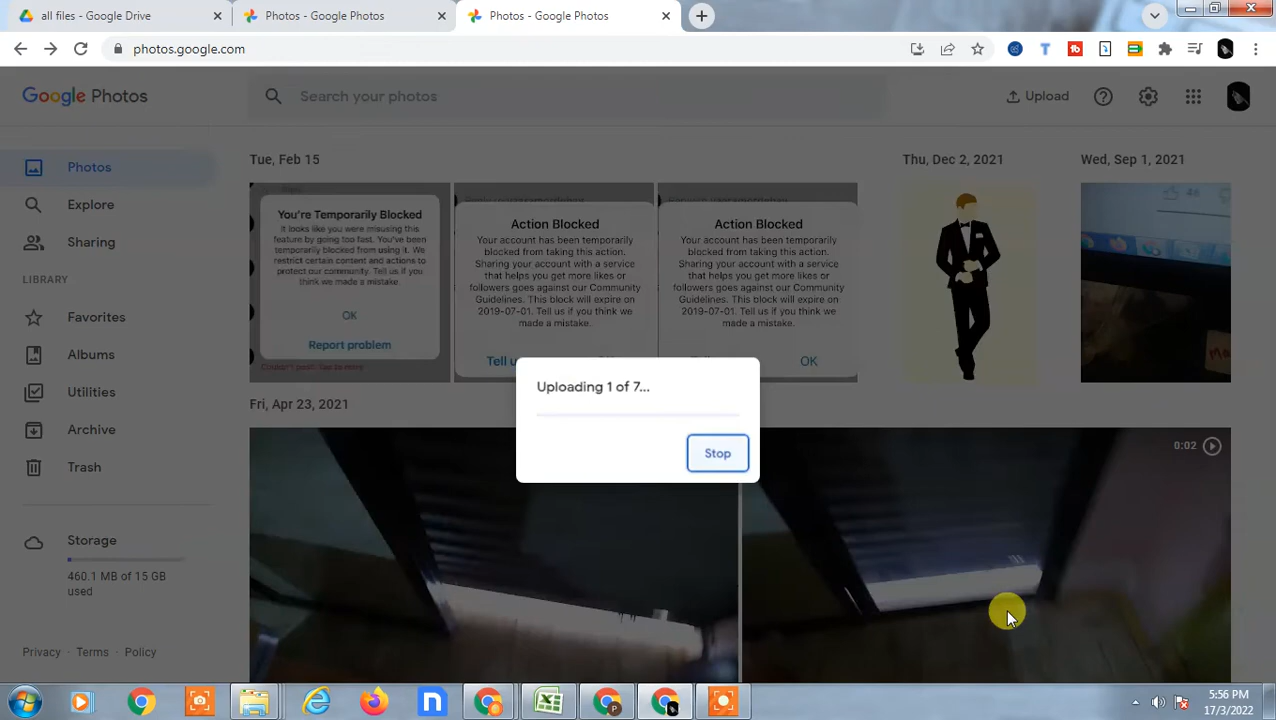 all files - Google Drive
Photos - Google Photos
Photos - Google Photos
photos.google.com
Google Photos
Search your photos
Upload
Photos
Explore
Sharing
LIBRARY
Favorites
Albums
Utilities
Archive
Trash
Storage
460.1 MB of 15 GB
used
Privacy · Terms · Policy
Tue, Feb 15
Thu, Dec 2, 2021
Wed, Sep 1, 2021
You're Temporarily Blocked
It looks like you were misusing this
feature by going too fast. You've been
temporarily blocked from using it. We
restrict certain content and actions to
protect our community. Tell us if you
think we made a mistake.
OK
Report problem
Action Blocked
Your account has been temporarily
blocked from taking this action.
Sharing your account with a service
that helps you get more likes or
followers goes against our Community
Guidelines. This block will expire on
2019-07-01. Tell us if you think we
made a mistake.
Tell u
Action Blocked
Your account has been temporarily
blocked from taking this action.
Sharing your account with a service
that helps you get more likes or
followers goes against our Community
Guidelines. This block will expire on
2019-07-01. Tell us if you think we
made a mistake.
OK
Fri, Apr 23, 2021
0:02
Uploading 1 of 7...
Stop
5:56 PM
17/3/2022